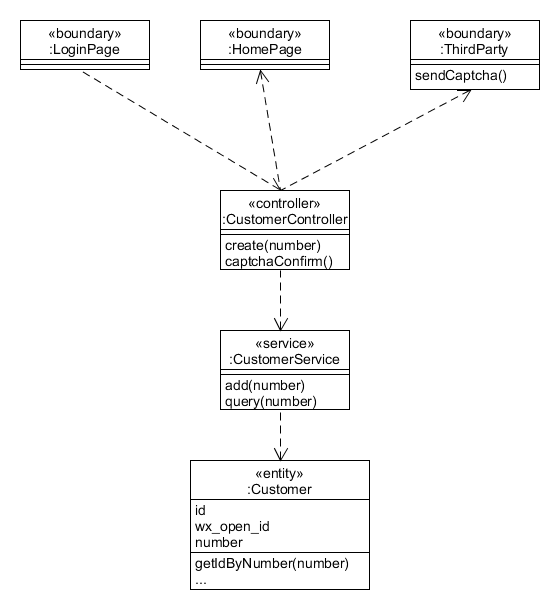 «boundary»
:LoginPage
«boundary»
:HomePage
«boundary»
:ThirdParty
sendCaptcha()
«controller»
:CustomerController
create(number)
captchaConfirm()
«service»
:CustomerService
add(number)
query(number)
«entity»
:Customer
id
wx_open_id
number
getIdByNumber(number)
...